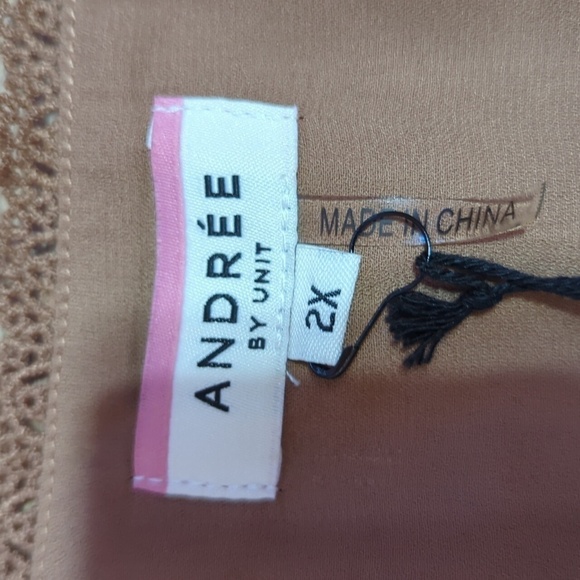 ANDRÉE
BY UNIT
2X
MADE IN CHINA